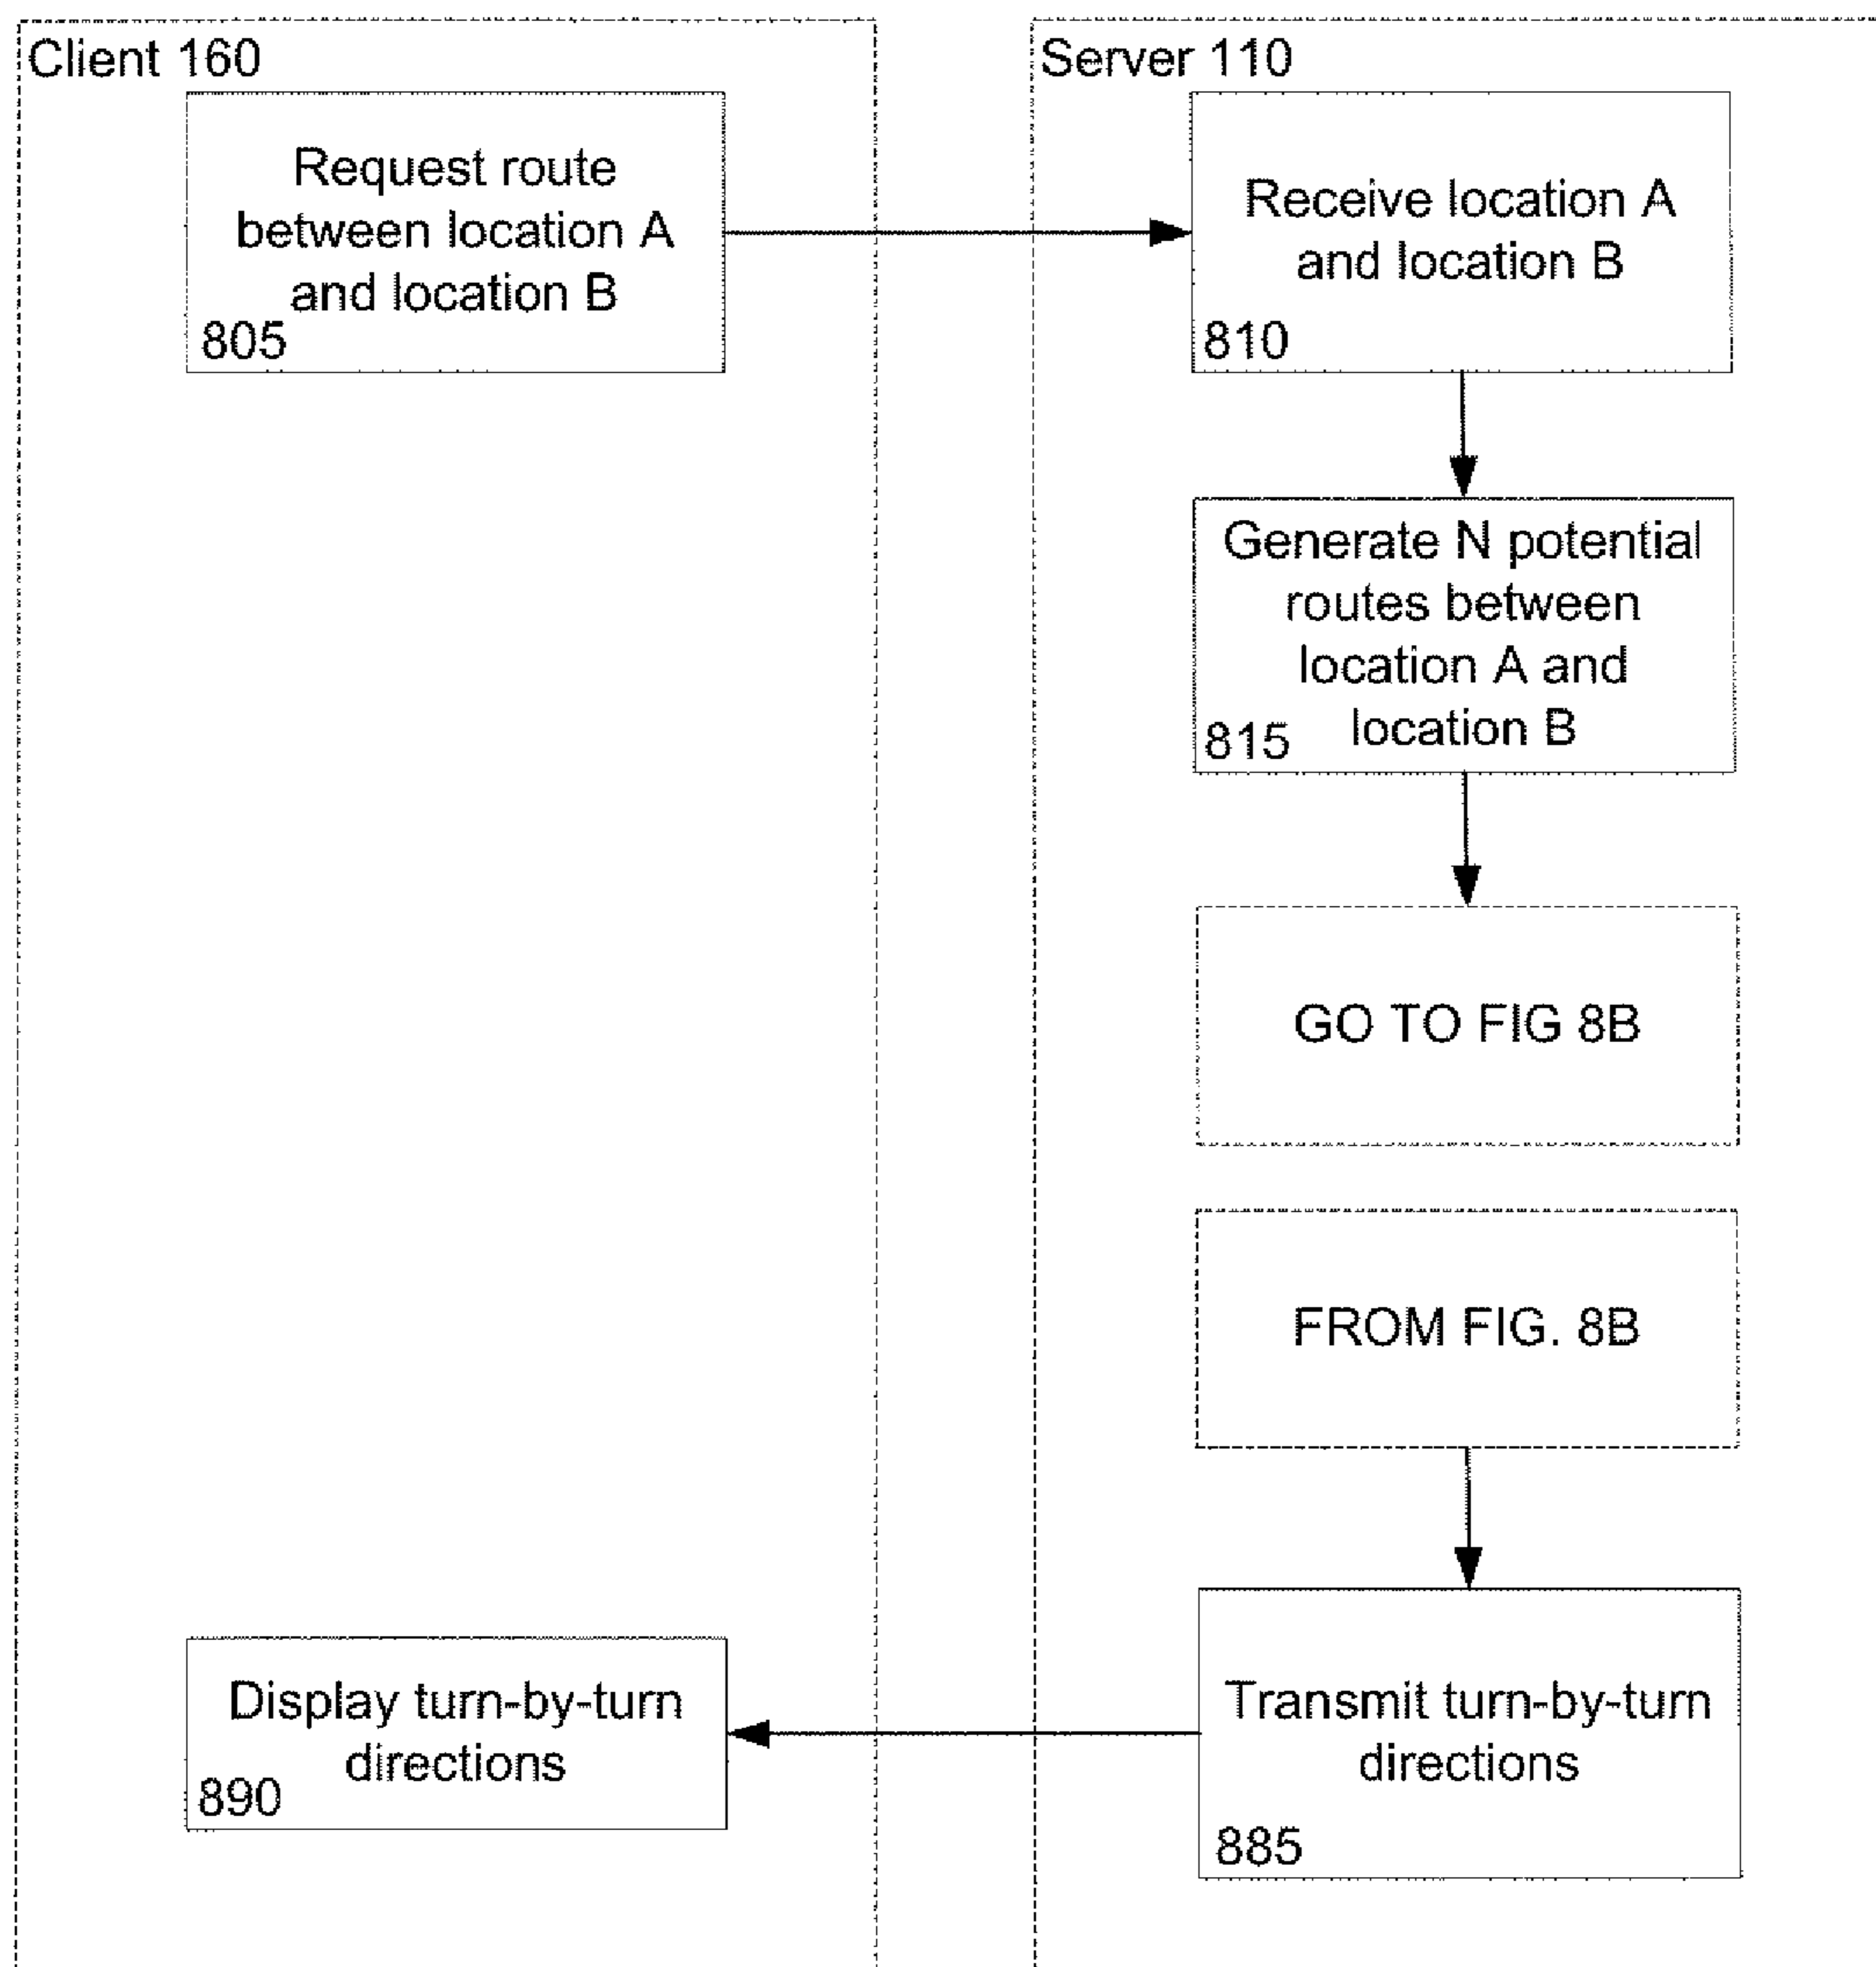 Client 160
Request route
between location A
and location B
805
Server 110
Receive location A
and location B
810
Generate N potential
routes between
location A and
location B
815
GO TO FIG 8B
FROM FIG. 8B
Transmit turn-by-turn
directions
885
Display turn-by-turn
directions
890